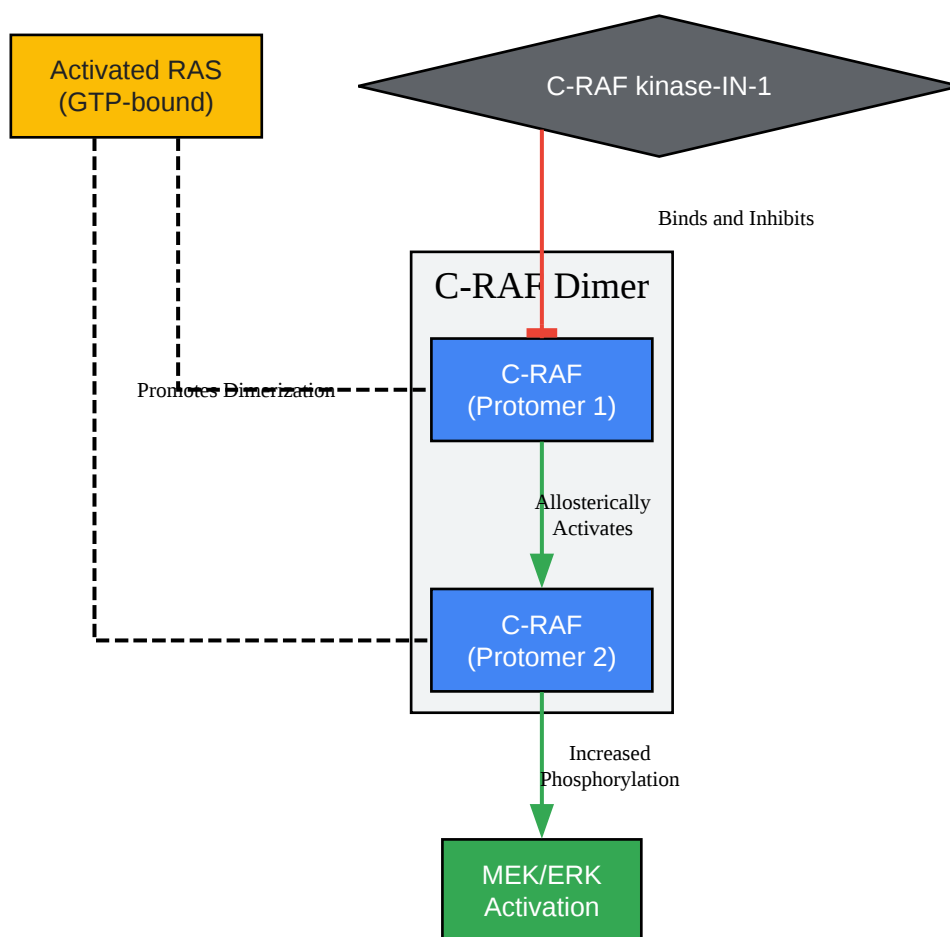 Activated RAS
(GTP-bound)
C-RAF kinase-IN-1
Binds and Inhibits
C-RAF Dimer
C-RAF
(Protomer 1)
Promotes Dimerization
Allosterically
Activates
C-RAF
(Protomer 2)
Increased
Phosphorylation
MEK/ERK
Activation